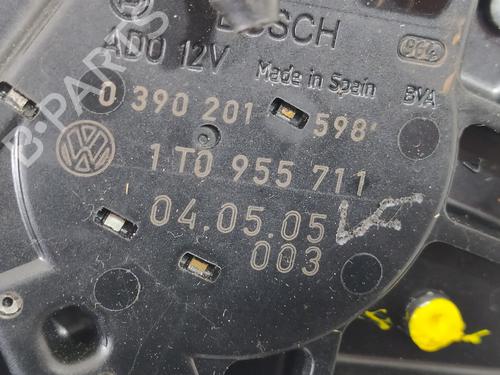 BOSCH
ADO 12V
964
Made in Spain
BVA
0 390 201 598
1T0 955 711
04.05.05
003
B-PARTS